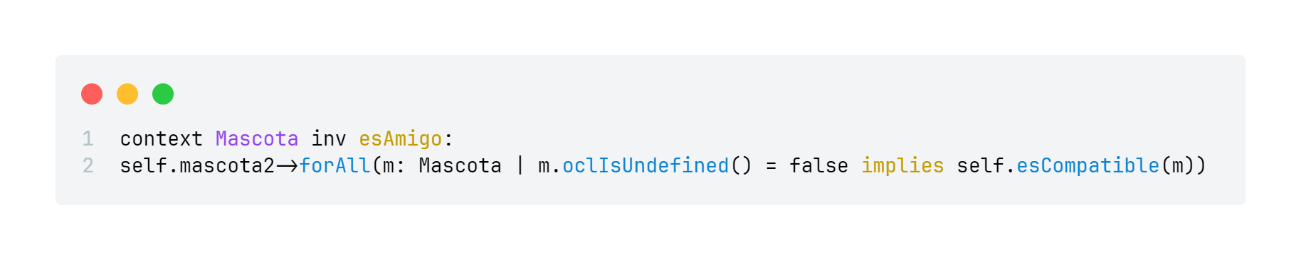 1 context Mascota inv esAmigo:
2 self.mascota2->forAll(m: Mascota | m.oclIsUndefined() = false implies self.esCompatible(m))